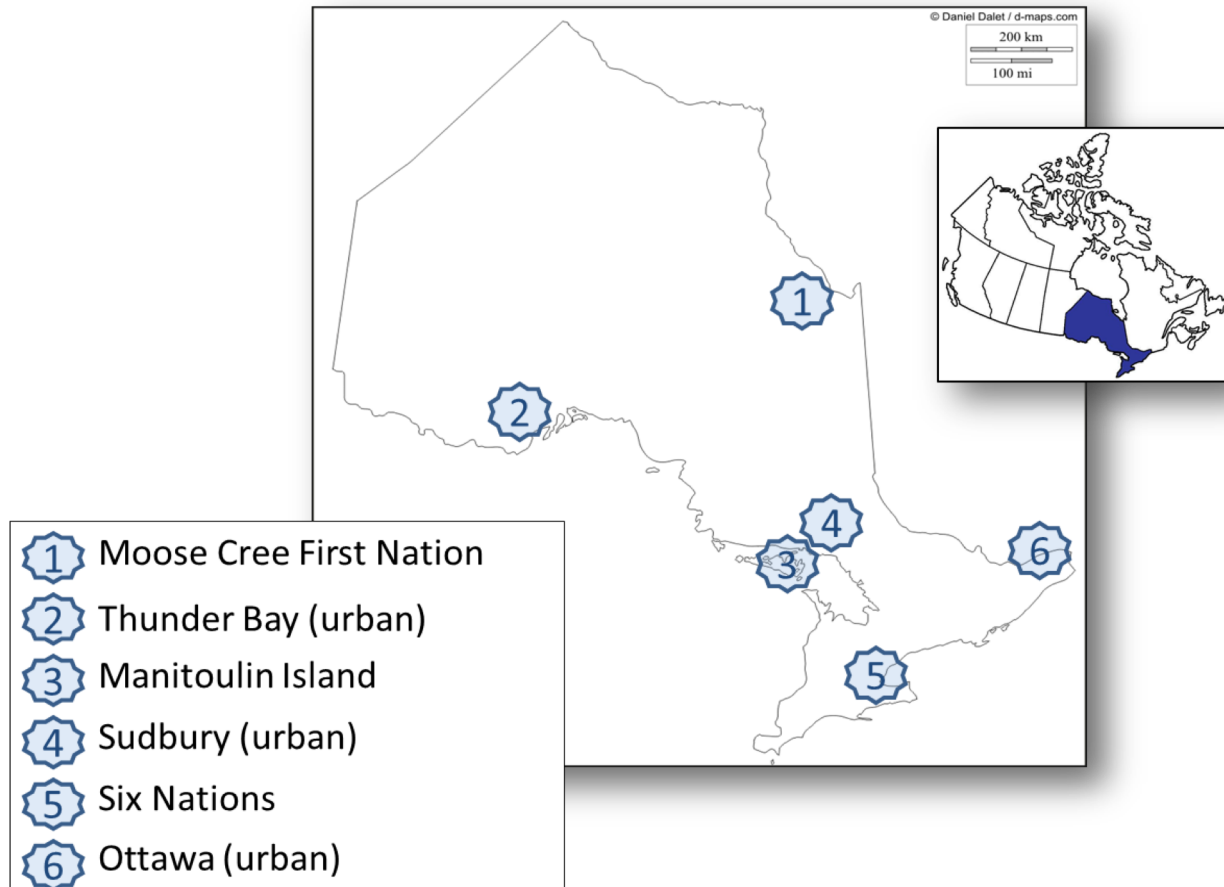 © Daniel Dalet / d-maps.com
200 km
100 mi
1
2
4
3
6
5
1 Moose Cree First Nation
2 Thunder Bay (urban)
3 Manitoulin Island
4 Sudbury (urban)
5 Six Nations
6 Ottawa (urban)